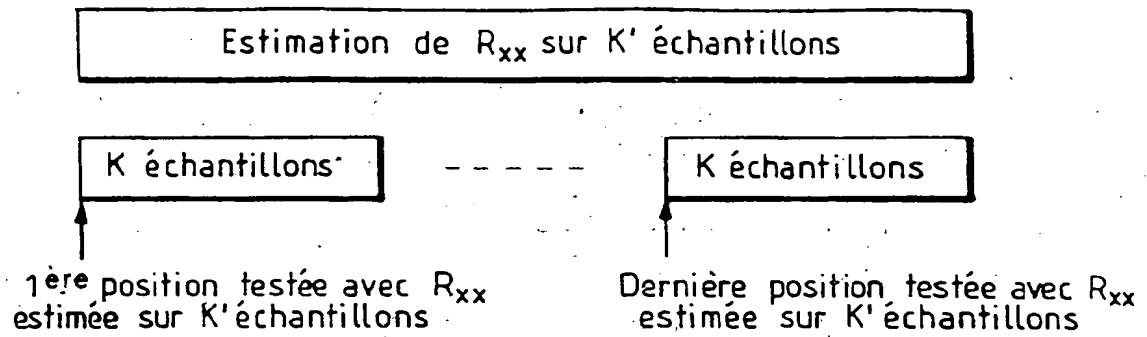 Estimation de Rxx sur K' échantillons
K échantillons
K échantillons
1ère position testée avec Rxx
estimée sur K'échantillons
Dernière position testée avec Rxx
estimée sur K'échantillons